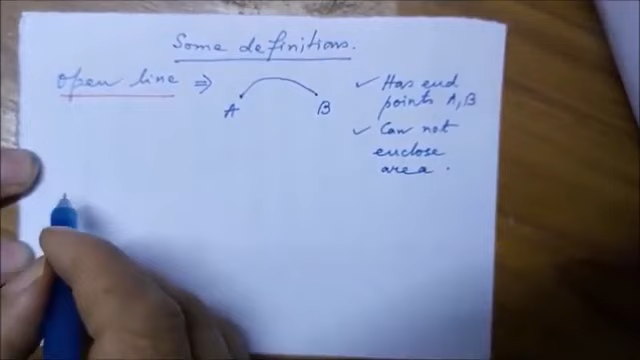 Some definitions.
open line ⇒
A
B
✓ Has end
points A, B
✓ Can not
enclose
area.